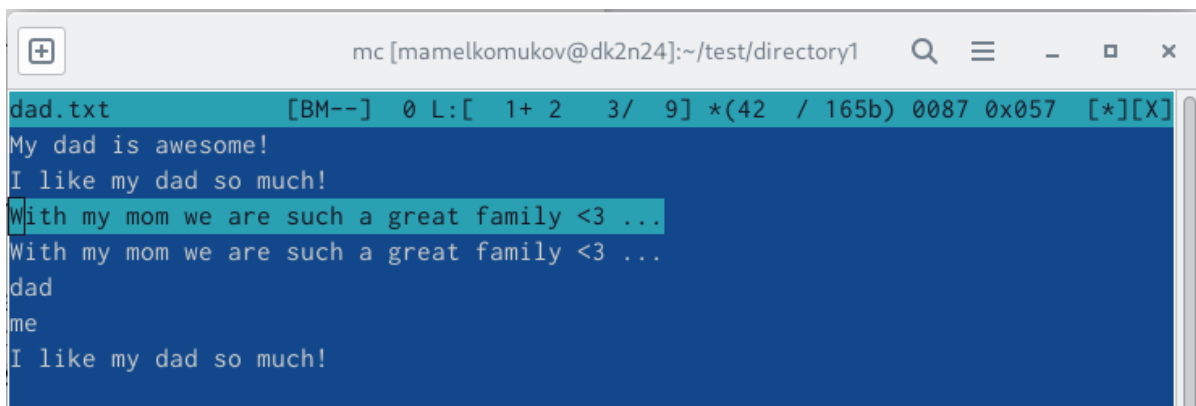 mc [mamelkomukov@dk2n24]:~/test/directory1
dad.txt [BM--] 0 L:[ 1+ 2 3/ 9] *(42 / 165b) 0087 0x057 [*][X]
My dad is awesome!
I like my dad so much!
With my mom we are such a great family <3 ...
With my mom we are such a great family <3 ...
dad
me
I like my dad so much!